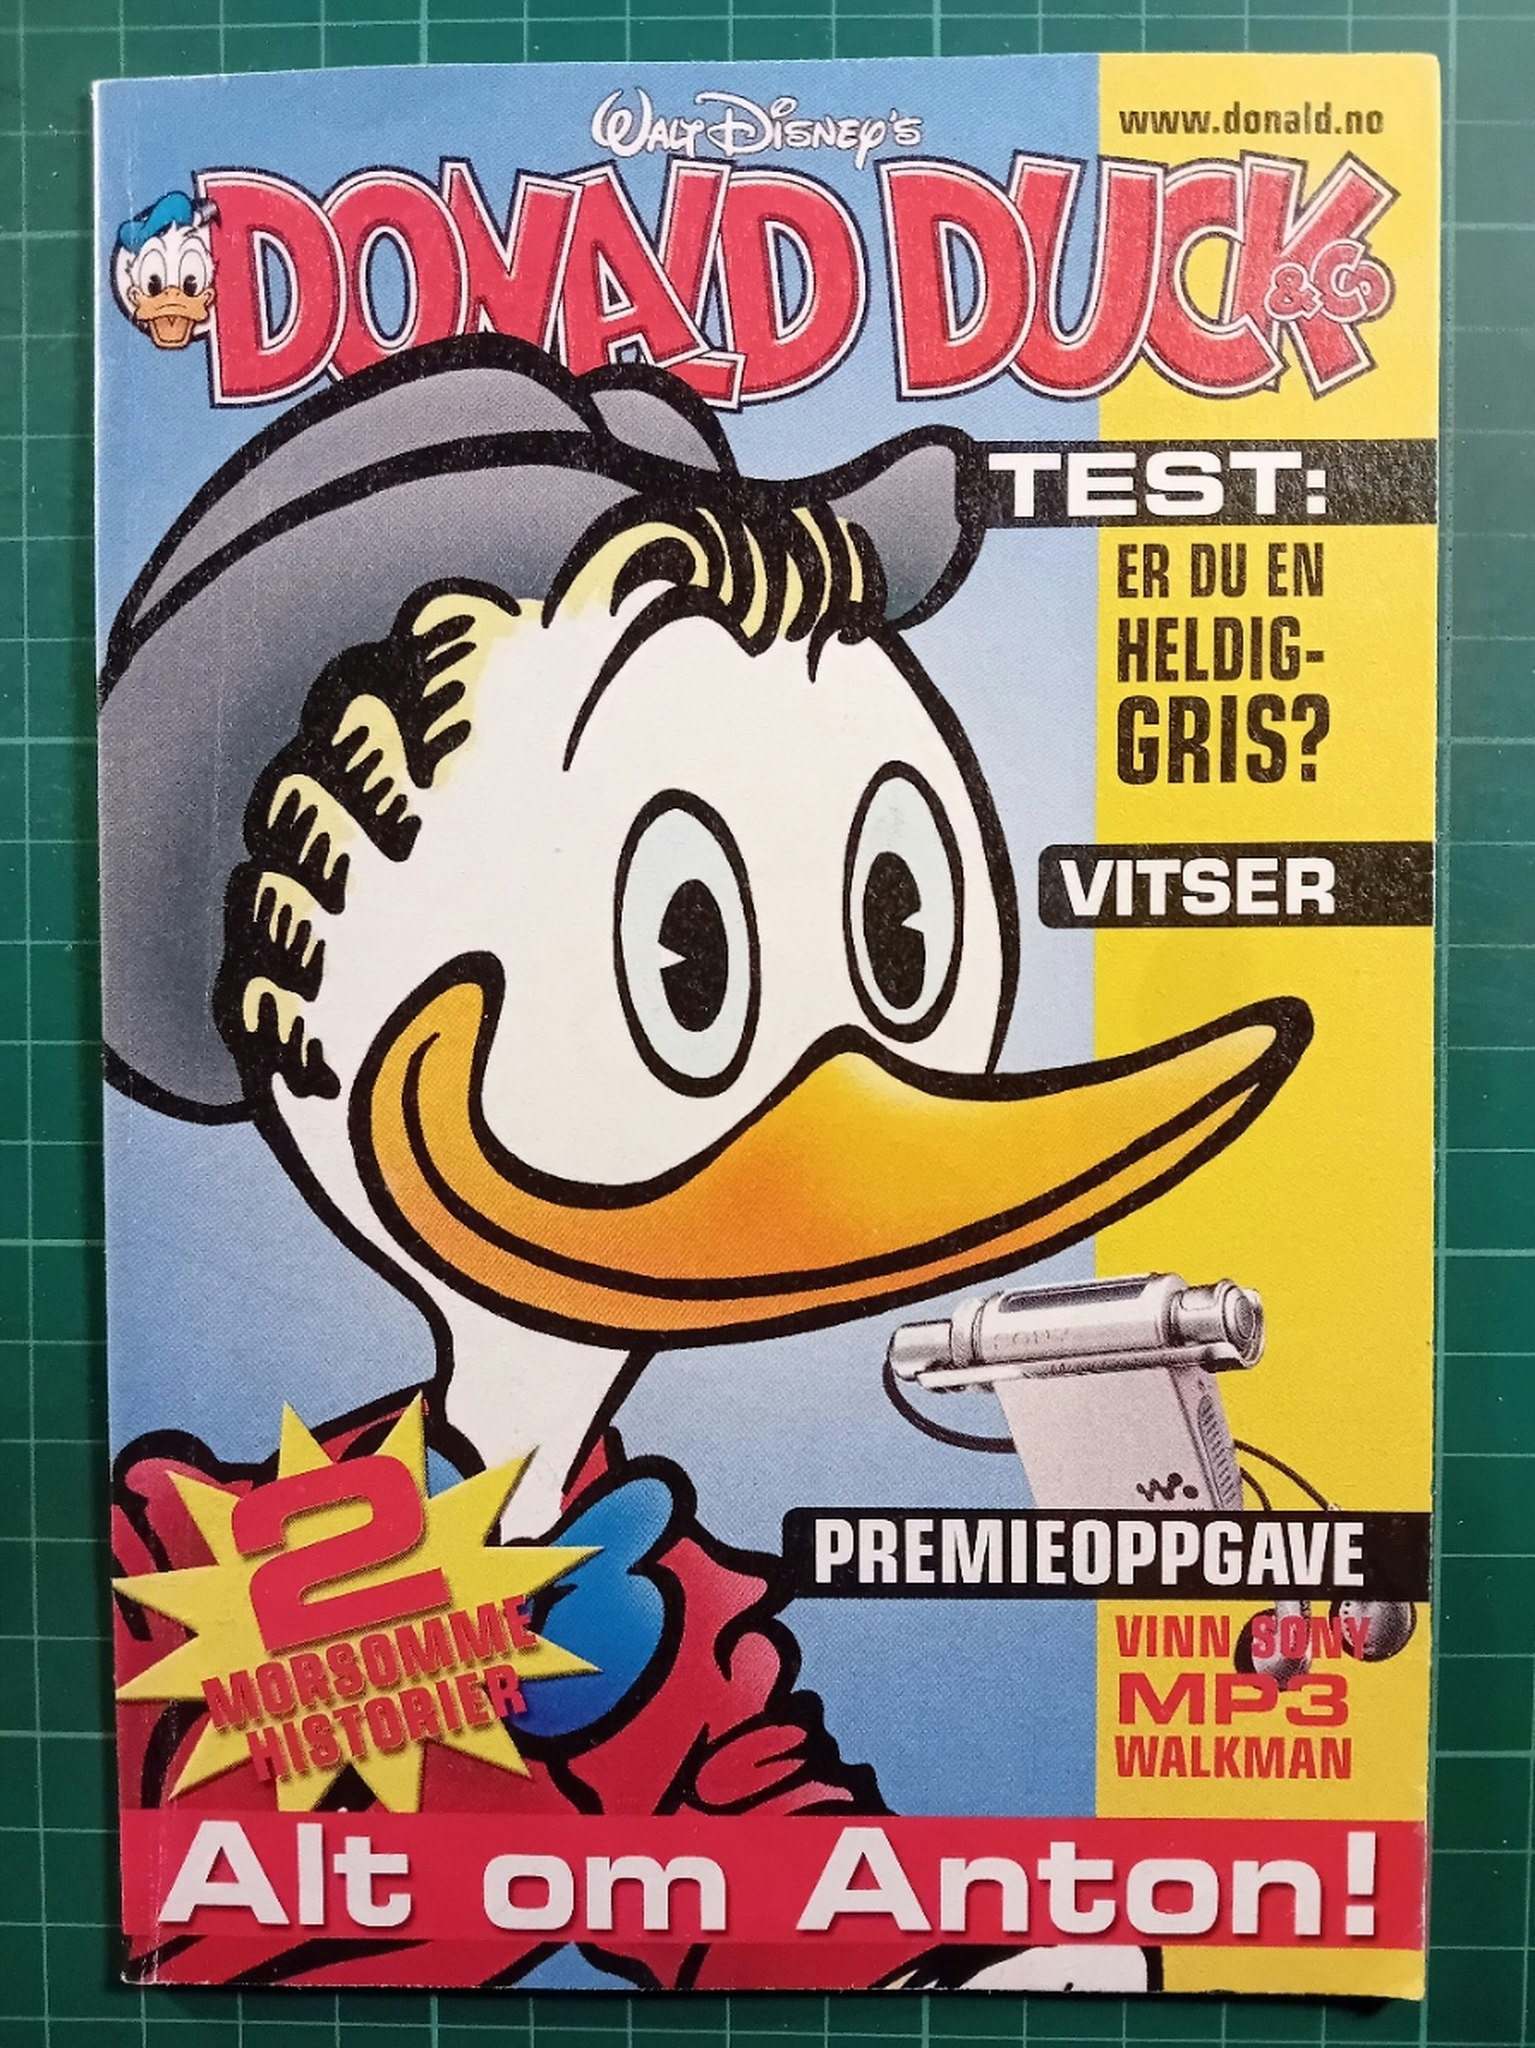 WALT DISNEY'S
www.donald.no
DONALD DUCK & Co
TEST:
ER DU EN
HELDIG-
GRIS?
VITSER
PREMIEOPPGAVE
VINN SONY
MP3
WALKMAN
2
MORSOMME
HISTORIER
Alt om Anton!